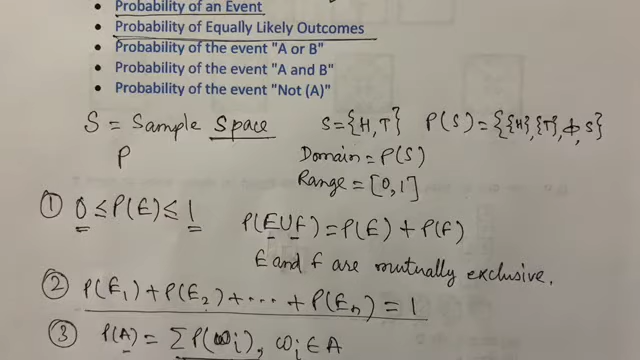 • Probability of an Event
• Probability of Equally Likely Outcomes
• Probability of the event "A or B"
• Probability of the event "A and B"
• Probability of the event "Not (A)"
S = Sample Space S={H,T} P(S)={{H},{T},ϕ,S}
P Domain = P(S)
Range = [0,1]
① 0 ≤ P(E) ≤ 1 P(E∪F) = P(E) + P(F)
E and F are mutually exclusive.
② P(E₁) + P(E₂) + ···· + P(Eₙ) = 1
③ P(A) = ∑ P(ωᵢ), ωᵢ ∈ A